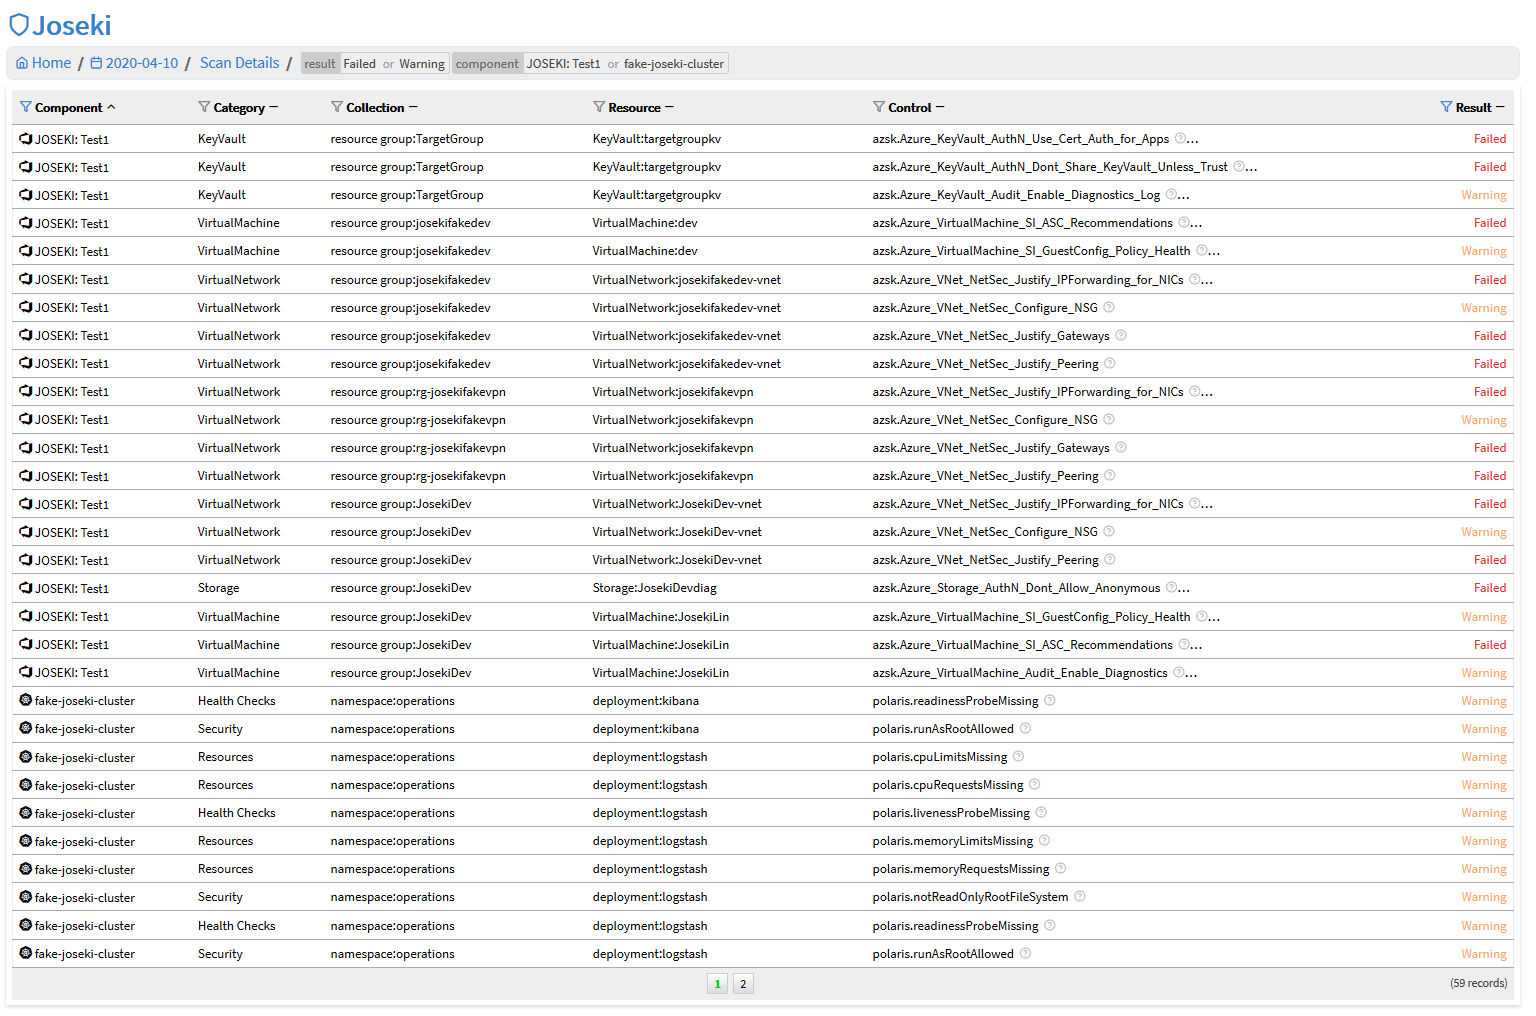 Joseki
Home / 2020-04-10 / Scan Details / result Failed or Warning component JOSEKI: Test1 or fake-joseki-cluster
Component Category Collection Resource Control Result
JOSEKI: Test1 KeyVault resource group:TargetGroup KeyVault:targetgroupkv azsk.Azure_KeyVault_AuthN_Use_Cert_Auth_for_Apps ... Failed
JOSEKI: Test1 KeyVault resource group:TargetGroup KeyVault:targetgroupkv azsk.Azure_KeyVault_AuthN_Dont_Share_KeyVault_Unless_Trust ... Failed
JOSEKI: Test1 KeyVault resource group:TargetGroup KeyVault:targetgroupkv azsk.Azure_KeyVault_Audit_Enable_Diagnostics_Log ... Warning
JOSEKI: Test1 VirtualMachine resource group:josekifakedev VirtualMachine:dev azsk.Azure_VirtualMachine_SI_ASC_Recommendations ... Failed
JOSEKI: Test1 VirtualMachine resource group:josekifakedev VirtualMachine:dev azsk.Azure_VirtualMachine_SI_GuestConfig_Policy_Health ... Warning
JOSEKI: Test1 VirtualNetwork resource group:josekifakedev VirtualNetwork:josekifakedev-vnet azsk.Azure_VNet_NetSec_Justify_IPForwarding_for_NICs ... Failed
JOSEKI: Test1 VirtualNetwork resource group:josekifakedev VirtualNetwork:josekifakedev-vnet azsk.Azure_VNet_NetSec_Configure_NSG Warning
JOSEKI: Test1 VirtualNetwork resource group:josekifakedev VirtualNetwork:josekifakedev-vnet azsk.Azure_VNet_NetSec_Justify_Gateways Failed
JOSEKI: Test1 VirtualNetwork resource group:josekifakedev VirtualNetwork:josekifakedev-vnet azsk.Azure_VNet_NetSec_Justify_Peering Failed
JOSEKI: Test1 VirtualNetwork resource group:rg-josekifakevpn VirtualNetwork:josekifakevpn azsk.Azure_VNet_NetSec_Justify_IPForwarding_for_NICs ... Failed
JOSEKI: Test1 VirtualNetwork resource group:rg-josekifakevpn VirtualNetwork:josekifakevpn azsk.Azure_VNet_NetSec_Configure_NSG Warning
JOSEKI: Test1 VirtualNetwork resource group:rg-josekifakevpn VirtualNetwork:josekifakevpn azsk.Azure_VNet_NetSec_Justify_Gateways Failed
JOSEKI: Test1 VirtualNetwork resource group:rg-josekifakevpn VirtualNetwork:josekifakevpn azsk.Azure_VNet_NetSec_Justify_Peering Failed
JOSEKI: Test1 VirtualNetwork resource group:JosekiDev VirtualNetwork:JosekiDev-vnet azsk.Azure_VNet_NetSec_Justify_IPForwarding_for_NICs ... Failed
JOSEKI: Test1 VirtualNetwork resource group:JosekiDev VirtualNetwork:JosekiDev-vnet azsk.Azure_VNet_NetSec_Configure_NSG Warning
JOSEKI: Test1 VirtualNetwork resource group:JosekiDev VirtualNetwork:JosekiDev-vnet azsk.Azure_VNet_NetSec_Justify_Peering Failed
JOSEKI: Test1 Storage resource group:JosekiDev Storage:JosekiDevdiag azsk.Azure_Storage_AuthN_Dont_Allow_Anonymous ... Failed
JOSEKI: Test1 VirtualMachine resource group:JosekiDev VirtualMachine:JosekiLin azsk.Azure_VirtualMachine_SI_GuestConfig_Policy_Health ... Warning
JOSEKI: Test1 VirtualMachine resource group:JosekiDev VirtualMachine:JosekiLin azsk.Azure_VirtualMachine_SI_ASC_Recommendations ... Failed
JOSEKI: Test1 VirtualMachine resource group:JosekiDev VirtualMachine:JosekiLin azsk.Azure_VirtualMachine_Audit_Enable_Diagnostics ... Warning
fake-joseki-cluster Health Checks namespace:operations deployment:kibana polaris.readinessProbeMissing Warning
fake-joseki-cluster Security namespace:operations deployment:kibana polaris.runAsRootAllowed Warning
fake-joseki-cluster Resources namespace:operations deployment:logstash polaris.cpuLimitsMissing Warning
fake-joseki-cluster Resources namespace:operations deployment:logstash polaris.cpuRequestsMissing Warning
fake-joseki-cluster Health Checks namespace:operations deployment:logstash polaris.livenessProbeMissing Warning
fake-joseki-cluster Resources namespace:operations deployment:logstash polaris.memoryLimitsMissing Warning
fake-joseki-cluster Resources namespace:operations deployment:logstash polaris.memoryRequestsMissing Warning
fake-joseki-cluster Security namespace:operations deployment:logstash polaris.notReadOnlyRootFileSystem Warning
fake-joseki-cluster Health Checks namespace:operations deployment:logstash polaris.readinessProbeMissing Warning
fake-joseki-cluster Security namespace:operations deployment:logstash polaris.runAsRootAllowed Warning
1 2 (59 records)